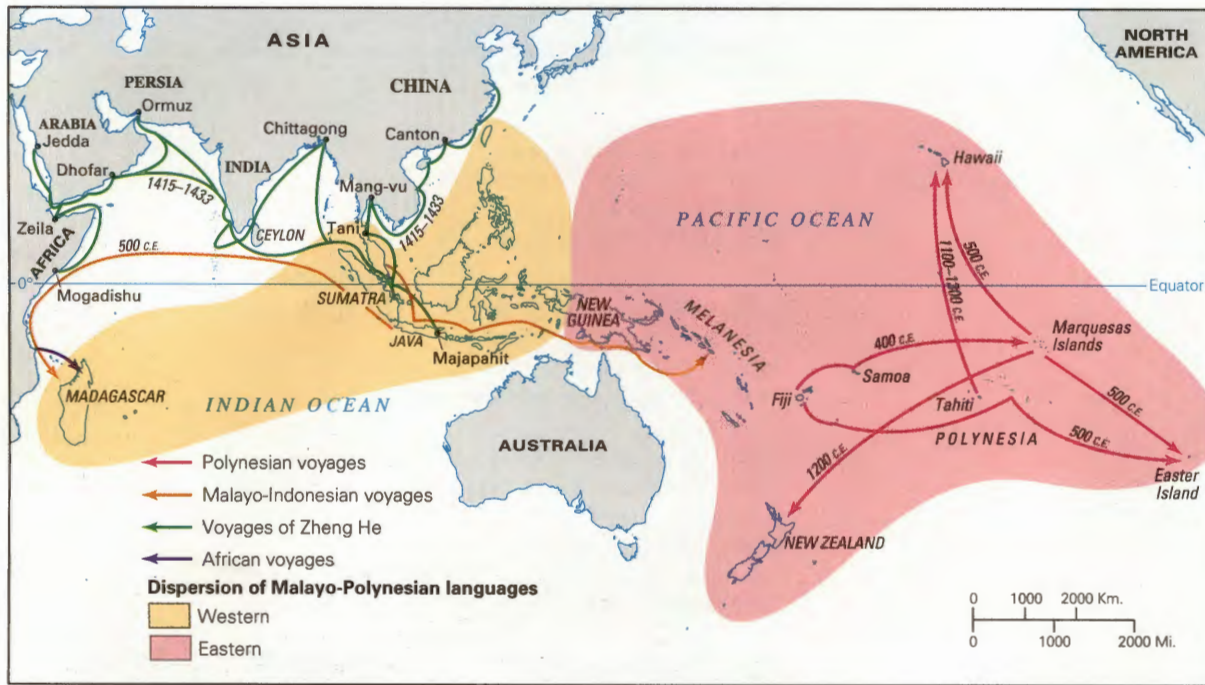 ASIA
NORTH
AMERICA
PERSIA
Ormuz
CHINA
ARABIA
Jedda
Chittagong
Canton
Dhofar
INDIA
1415–1433
Mang-vu
Hawaii
Zeila
AFRICA
CEYLON
Tani
1415–1433
PACIFIC OCEAN
500 C.E.
500 C.E.
1100–1300 C.E.
0°
Equator
Mogadishu
SUMATRA
NEW
GUINEA
MELANESIA
JAVA
Majapahit
400 C.E.
Marquesas
Islands
Samoa
MADAGASCAR
INDIAN OCEAN
Fiji
Tahiti
500 C.E.
AUSTRALIA
POLYNESIA
500 C.E.
1200 C.E.
Easter
Island
NEW ZEALAND
Polynesian voyages
Malayo-Indonesian voyages
Voyages of Zheng He
African voyages
Dispersion of Malayo-Polynesian languages
Western
Eastern
0 1000 2000 Km.
0 1000 2000 Mi.